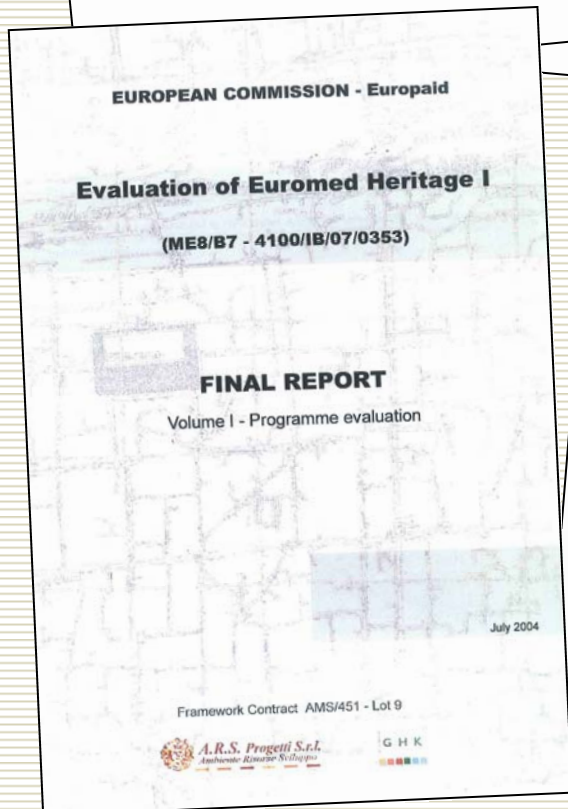 EUROPEAN COMMISSION - Europaid
Evaluation of Euromed Heritage I
(ME8/B7 - 4100/IB/07/0353)
FINAL REPORT
Volume I - Programme evaluation
July 2004
Framework Contract AMS/451 - Lot 9
A.R.S. Progetti S.r.l.
Ambiente Risorse Sviluppo
G H K